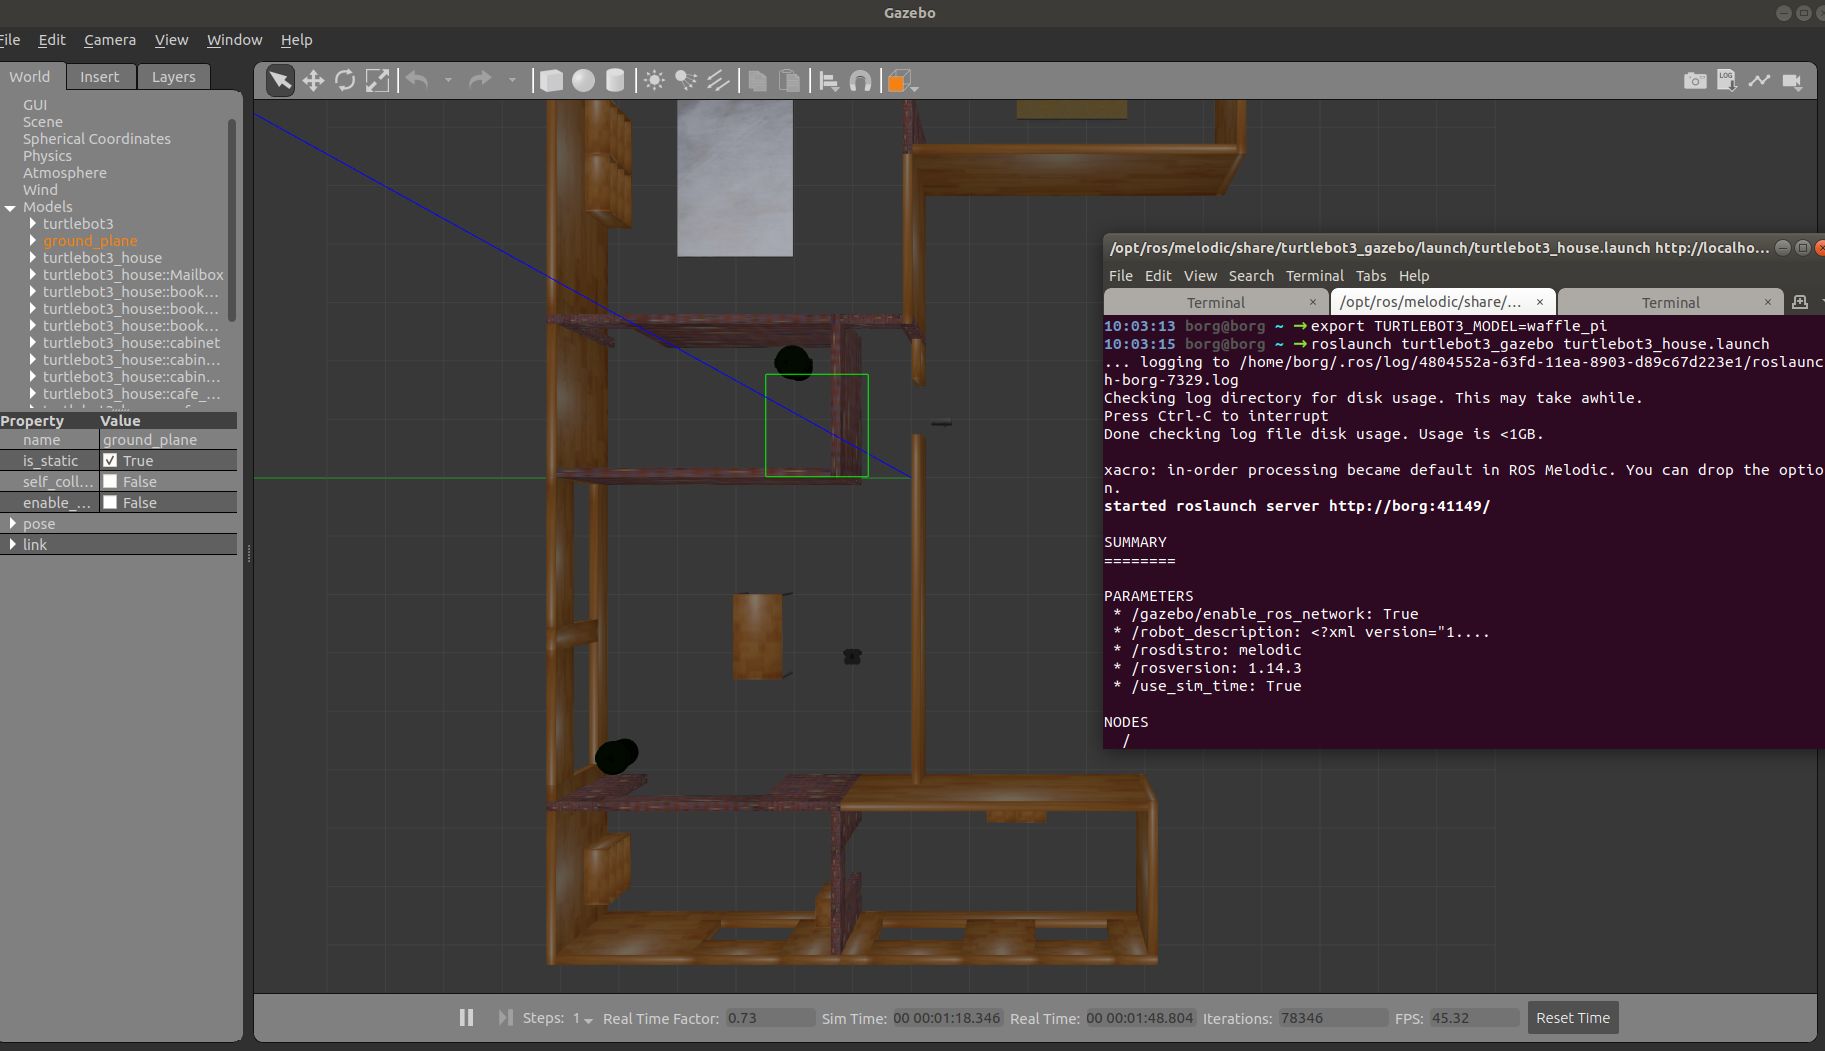 Gazebo
File Edit Camera View Window Help
World Insert Layers
GUI
Scene
Spherical Coordinates
Physics
Atmosphere
Wind
Models
turtlebot3
ground_plane
turtlebot3_house
turtlebot3_house::Mailbox
turtlebot3_house::book...
turtlebot3_house::book...
turtlebot3_house::book...
turtlebot3_house::cabinet
turtlebot3_house::cabin...
turtlebot3_house::cabin...
turtlebot3_house::cafe_...
Property Value
name ground_plane
is_static True
self_coll... False
enable_... False
pose
link
LOG
/opt/ros/melodic/share/turtlebot3_gazebo/launch/turtlebot3_house.launch http://localho...
File Edit View Search Terminal Tabs Help
Terminal × /opt/ros/melodic/share/... × Terminal ×
10:03:13 borg@borg ~ →export TURTLEBOT3_MODEL=waffle_pi
10:03:15 borg@borg ~ →roslaunch turtlebot3_gazebo turtlebot3_house.launch
... logging to /home/borg/.ros/log/4804552a-63fd-11ea-8903-d89c67d223e1/roslaunc
h-borg-7329.log
Checking log directory for disk usage. This may take awhile.
Press Ctrl-C to interrupt
Done checking log file disk usage. Usage is <1GB.
xacro: in-order processing became default in ROS Melodic. You can drop the optio
n.
started roslaunch server http://borg:41149/
SUMMARY
========
PARAMETERS
* /gazebo/enable_ros_network: True
* /robot_description: <?xml version="1....
* /rosdistro: melodic
* /rosversion: 1.14.3
* /use_sim_time: True
NODES
/
Steps: 1 Real Time Factor: 0.73 Sim Time: 00 00:01:18.346 Real Time: 00 00:01:48.804 Iterations: 78346 FPS: 45.32 Reset Time